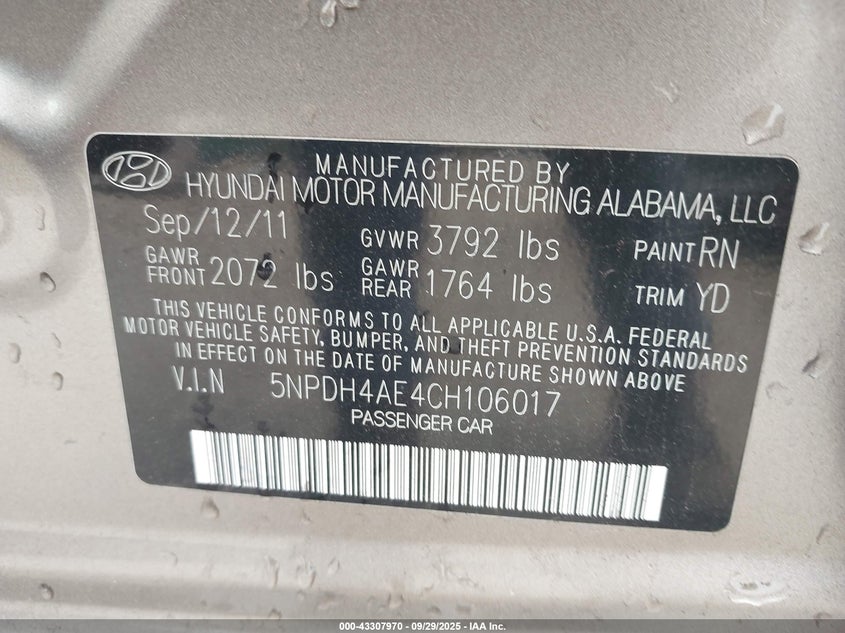 MANUFACTURED BY
HYUNDAI MOTOR MANUFACTURING ALABAMA, LLC
Sep/12/11 GVWR 3792 lbs PAINT RN
GAWR FRONT 2072 lbs GAWR REAR 1764 lbs TRIM YD
THIS VEHICLE CONFORMS TO ALL APPLICABLE U.S.A. FEDERAL
MOTOR VEHICLE SAFETY, BUMPER, AND THEFT PREVENTION STANDARDS
IN EFFECT ON THE DATE OF MANUFACTURE SHOWN ABOVE
V.I.N 5NPDH4AE4CH106017
PASSENGER CAR
000-43307970 - 09/29/2025 - IAA Inc.